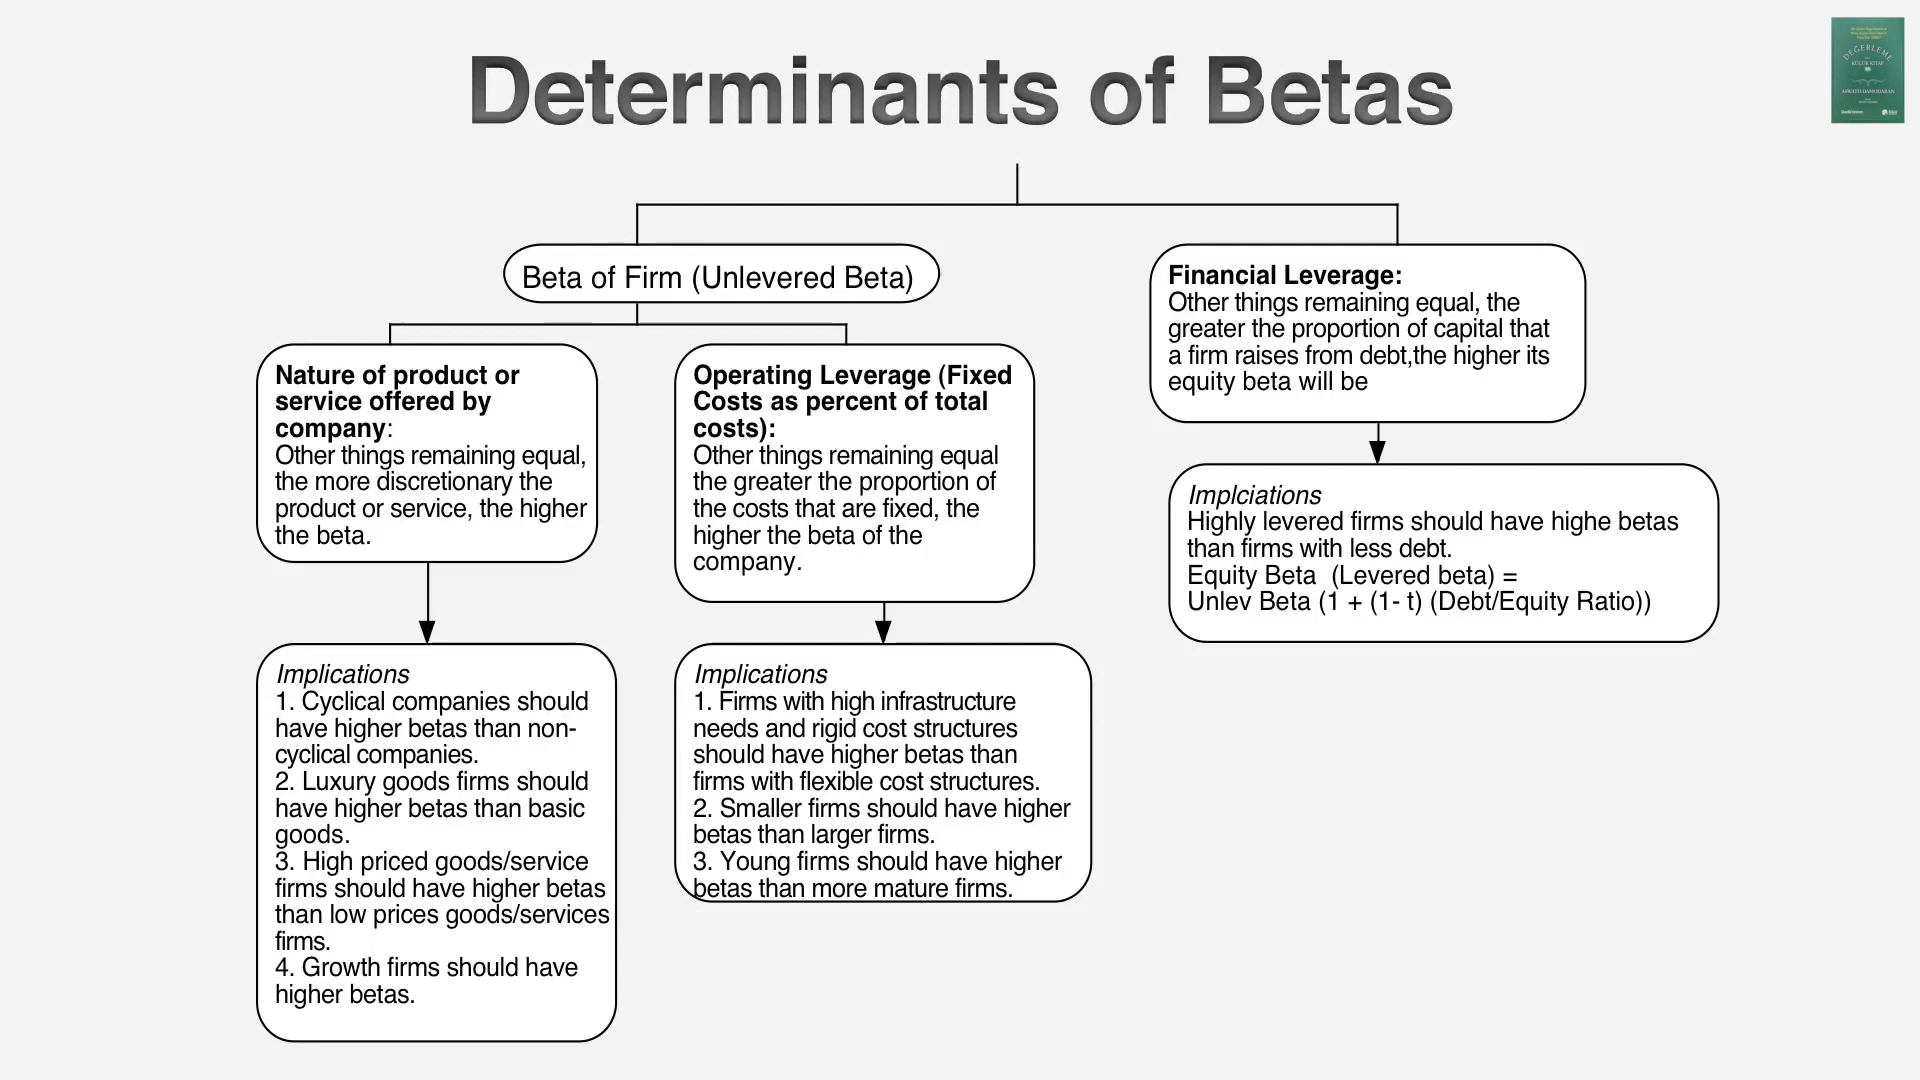 Determinants of Betas
DEĞERLEME
KÜÇÜK KİTAP
ASWATH DAMODARAN
Beta of Firm (Unlevered Beta)
Financial Leverage:
Other things remaining equal, the
greater the proportion of capital that
a firm raises from debt,the higher its
equity beta will be
Nature of product or
service offered by
company:
Other things remaining equal,
the more discretionary the
product or service, the higher
the beta.
Operating Leverage (Fixed
Costs as percent of total
costs):
Other things remaining equal
the greater the proportion of
the costs that are fixed, the
higher the beta of the
company.
Implciations
Highly levered firms should have highe betas
than firms with less debt.
Equity Beta (Levered beta) =
Unlev Beta (1 + (1- t) (Debt/Equity Ratio))
Implications
1. Cyclical companies should
have higher betas than non-
cyclical companies.
2. Luxury goods firms should
have higher betas than basic
goods.
3. High priced goods/service
firms should have higher betas
than low prices goods/services
firms.
4. Growth firms should have
higher betas.
Implications
1. Firms with high infrastructure
needs and rigid cost structures
should have higher betas than
firms with flexible cost structures.
2. Smaller firms should have higher
betas than larger firms.
3. Young firms should have higher
betas than more mature firms.